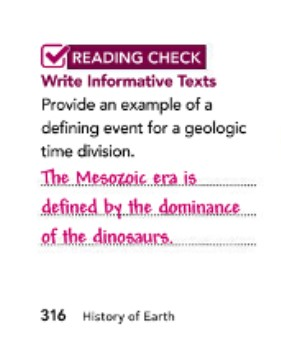 READING CHECK
Write Informative Texts
Provide an example of a
defining event for a geologic
time division.
The Mesozoic era is
defined by the dominance
of the dinosaurs.
316 History of Earth